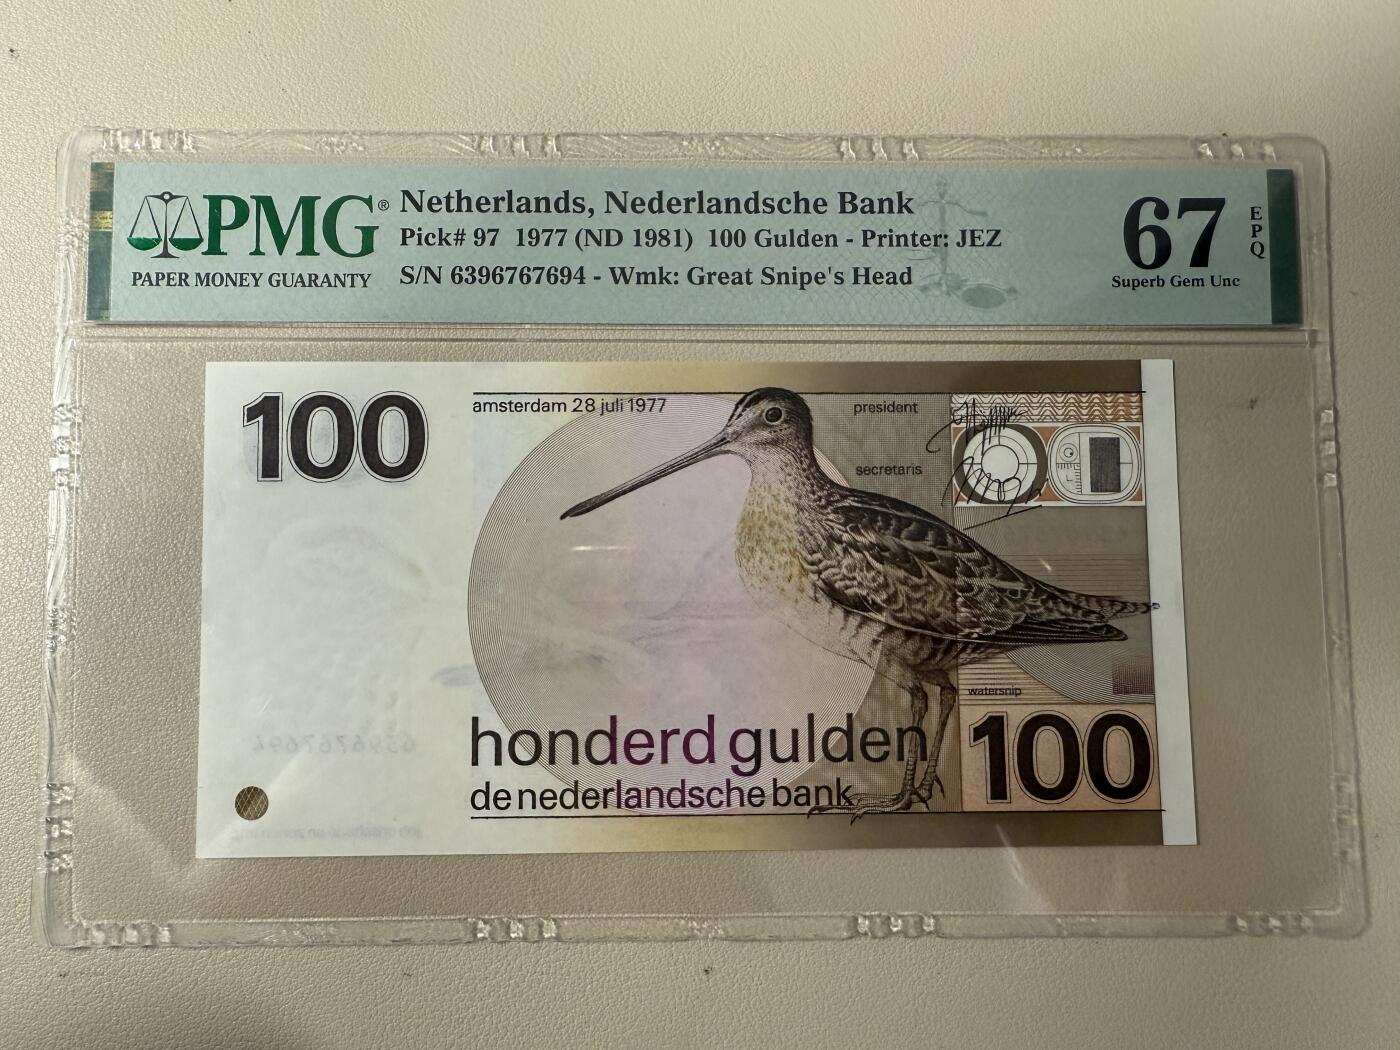 PMG®
PAPER MONEY GUARANTY
Netherlands, Nederlandsche Bank
Pick# 97 1977 (ND 1981) 100 Gulden - Printer: JEZ
S/N 6396767694 - Wmk: Great Snipe's Head
67
EPQ
Superb Gem Unc
100
amsterdam 28 juli 1977
president
secretaris
watersnip
honderd gulden
100
de nederlandsche bank
6396767694